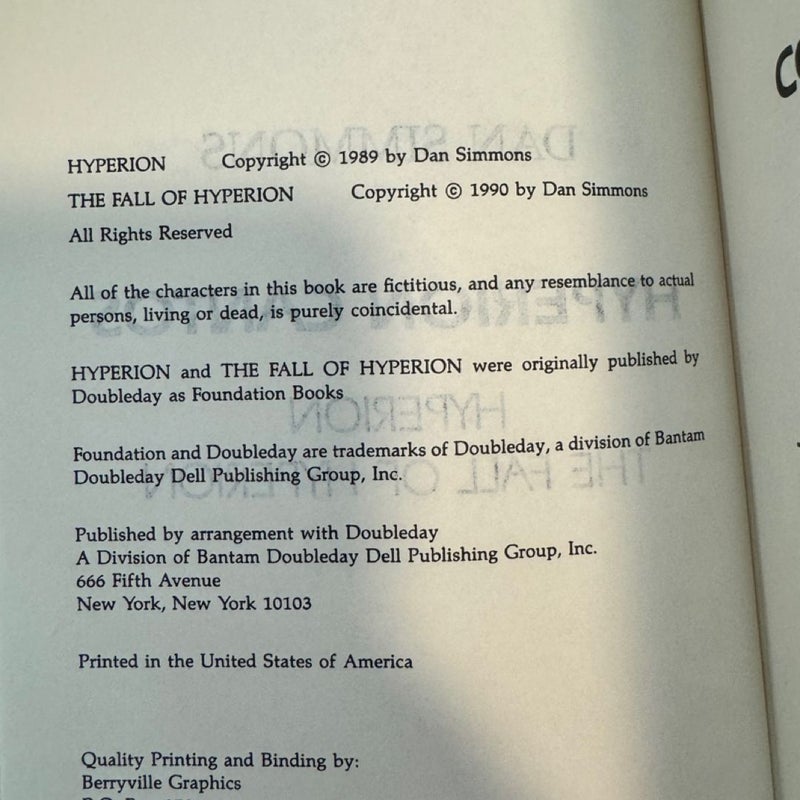 HYPERION Copyright © 1989 by Dan Simmons
THE FALL OF HYPERION Copyright © 1990 by Dan Simmons
All Rights Reserved
All of the characters in this book are fictitious, and any resemblance to actual
persons, living or dead, is purely coincidental.
HYPERION and THE FALL OF HYPERION were originally published by
Doubleday as Foundation Books
Foundation and Doubleday are trademarks of Doubleday, a division of Bantam
Doubleday Dell Publishing Group, Inc.
Published by arrangement with Doubleday
A Division of Bantam Doubleday Dell Publishing Group, Inc.
666 Fifth Avenue
New York, New York 10103
Printed in the United States of America
Quality Printing and Binding by:
Berryville Graphics